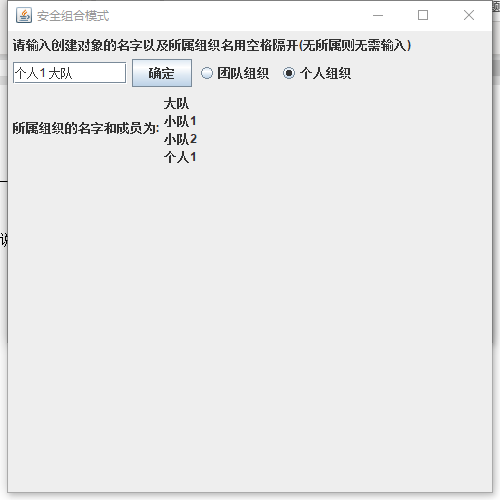 安全组合模式
请输入创建对象的名字以及所属组织名用空格隔开(无所属则无需输入)
个人1 大队 确定 团队组织 个人组织
所属组织的名字和成员为:
大队
小队1
小队2
个人1